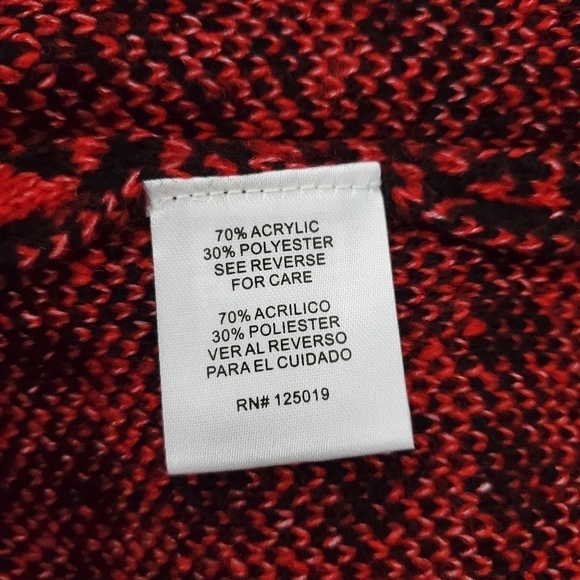 70% ACRYLIC
30% POLYESTER
SEE REVERSE
FOR CARE
70% ACRILICO
30% POLIESTER
VER AL REVERSO
PARA EL CUIDADO
RN# 125019